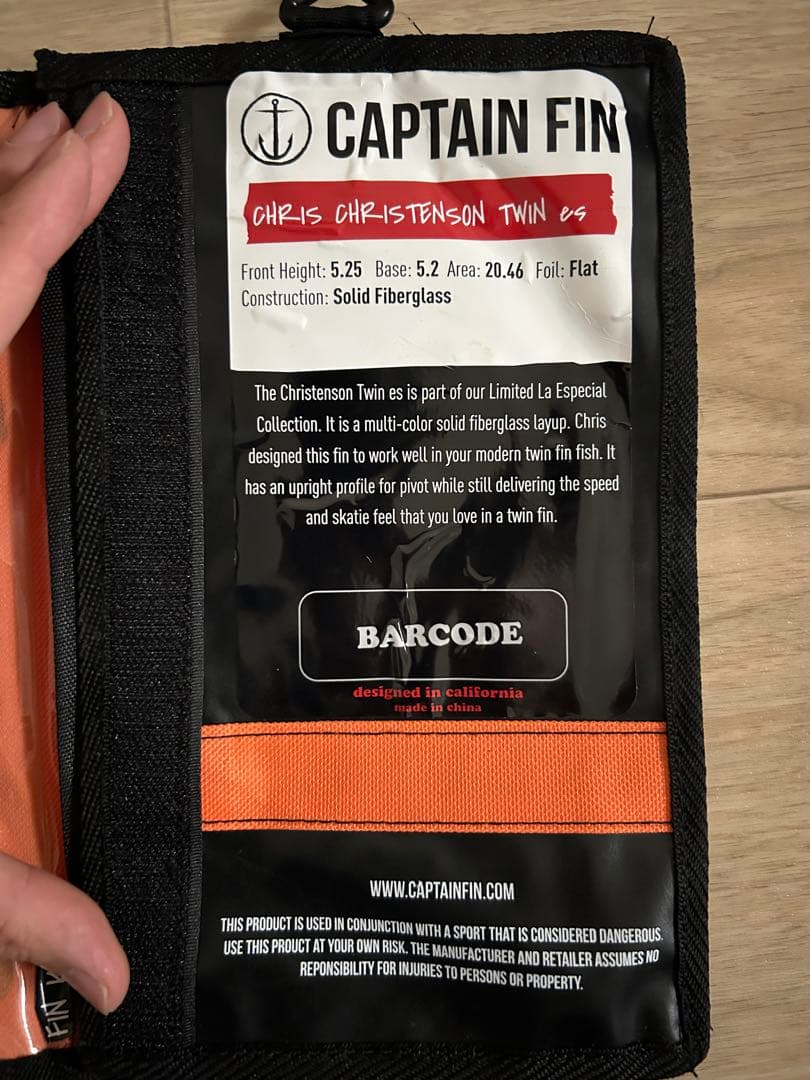 CAPTAIN FIN
CHRIS CHRISTENSON TWIN es
Front Height: 5.25 Base: 5.2 Area: 20.46 Foil: Flat
Construction: Solid Fiberglass
The Christenson Twin es is part of our Limited La Especial
Collection. It is a multi-color solid fiberglass layup. Chris
designed this fin to work well in your modern twin fin fish. It
has an upright profile for pivot while still delivering the speed
and skatie feel that you love in a twin fin.
BARCODE
designed in california
made in china
WWW.CAPTAINFIN.COM
THIS PRODUCT IS USED IN CONJUNCTION WITH A SPORT THAT IS CONSIDERED DANGEROUS.
USE THIS PROUCT AT YOUR OWN RISK. THE MANUFACTURER AND RETAILER ASSUMES NO
REPONSIBILITY FOR INJURIES TO PERSONS OR PROPERTY.
FIN